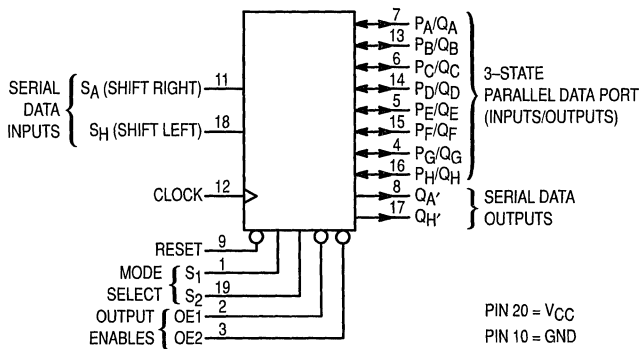 7 PA/QA
13 PB/QB
6 PC/QC
14 PD/QD
5 PE/QE
15 PF/QF
4 PG/QG
16 PH/QH
3–STATE
PARALLEL DATA PORT
(INPUTS/OUTPUTS)
SERIAL
DATA
INPUTS
SA (SHIFT RIGHT) 11
SH (SHIFT LEFT) 18
CLOCK 12
8 QA′
17 QH′
SERIAL DATA
OUTPUTS
RESET 9
MODE
SELECT
S1 1
S2 19
OUTPUT
ENABLES
OE1 2
OE2 3
PIN 20 = VCC
PIN 10 = GND